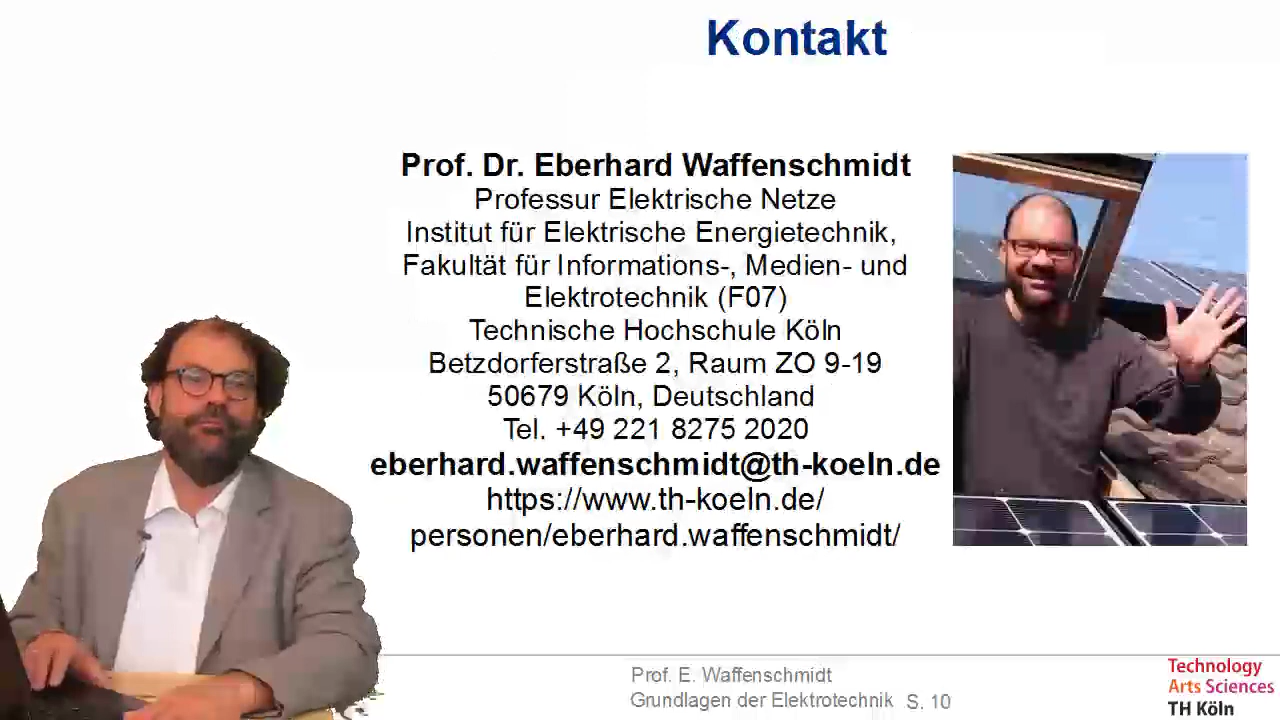 Kontakt
Prof. Dr. Eberhard Waffenschmidt
Professur Elektrische Netze
Institut für Elektrische Energietechnik,
Fakultät für Informations-, Medien- und
Elektrotechnik (F07)
Technische Hochschule Köln
Betzdorferstraße 2, Raum ZO 9-19
50679 Köln, Deutschland
Tel. +49 221 8275 2020
eberhard.waffenschmidt@th-koeln.de
https://www.th-koeln.de/
personen/eberhard.waffenschmidt/
Prof. E. Waffenschmidt
Grundlagen der Elektrotechnik S. 10
Technology
Arts Sciences
TH Köln